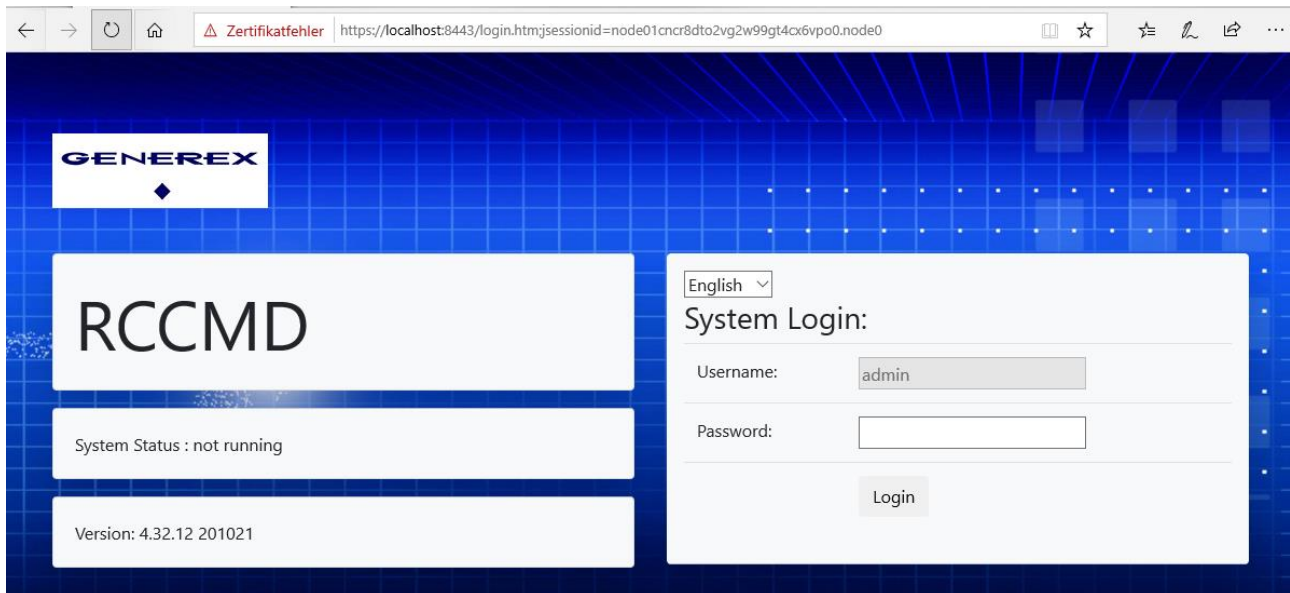 Zertifikatfehler https://localhost:8443/login.htm;jsessionid=node01cncr8dto2vg2w99gt4cx6vpo0.node0
GENEREX
RCCMD
System Status : not running
Version: 4.32.12 201021
English
System Login:
Username: admin
Password:
Login